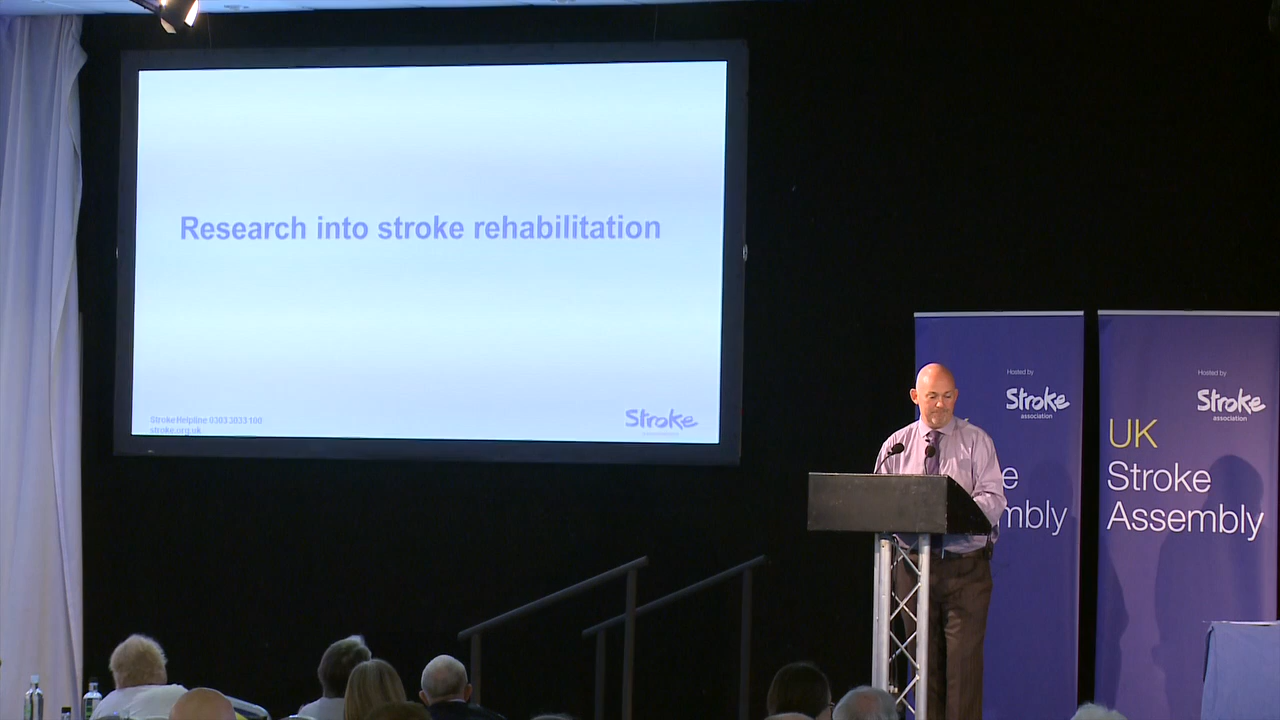 Research into stroke rehabilitation
Stroke Helpline 0303 3033 100
stroke.org.uk
Stroke
Hosted by
Stroke
association
e
mbly
Hosted by
Stroke
association
UK
Stroke
Assembly